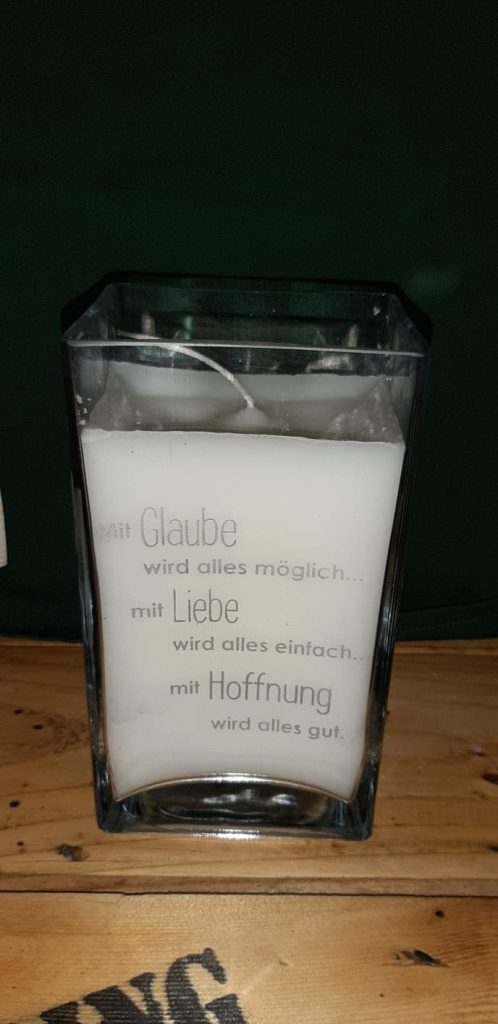 Mit Glaube
wird alles möglich...
mit Liebe
wird alles einfach...
mit Hoffnung
wird alles gut.